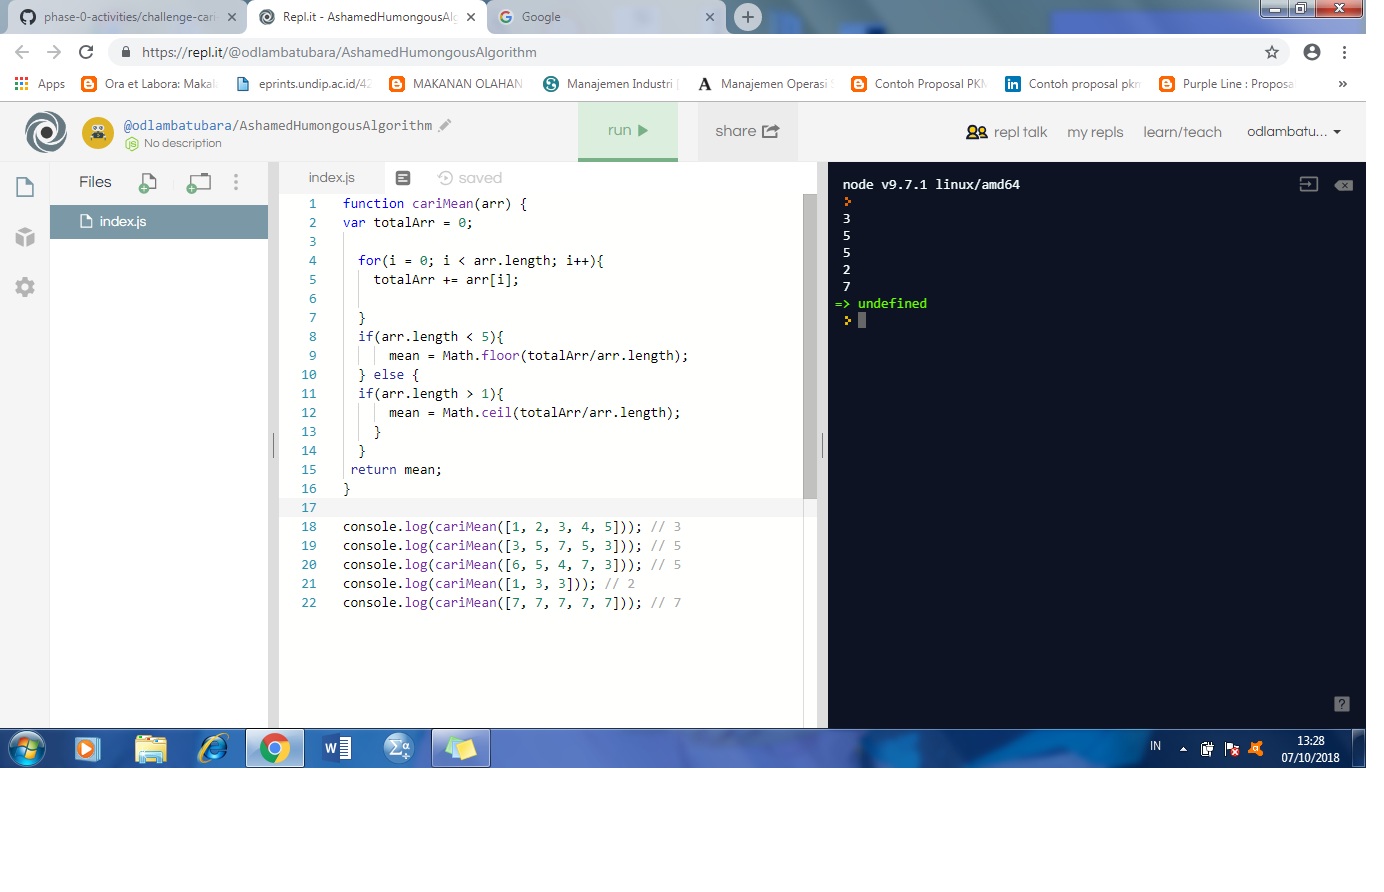 phase-0-activities/challenge-cari
Repl.it - AshamedHumongousAlg
Google
https://repl.it/@odlambatubara/AshamedHumongousAlgorithm
Apps
Ora et Labora: Makal
eprints.undip.ac.id/42
MAKANAN OLAHAN
Manajemen Industri
Manajemen Operasi
Contoh Proposal PKM
Contoh proposal pkm
Purple Line : Proposa
»
@odlambatubara/AshamedHumongousAlgorithm
No description
run
share
repl talk
my repls
learn/teach
odlambatu...
Files
index.js
index.js
saved
1 function cariMean(arr) {
2 var totalArr = 0;
3
4 for(i = 0; i < arr.length; i++){
5 totalArr += arr[i];
6
7 }
8 if(arr.length < 5){
9 mean = Math.floor(totalArr/arr.length);
10 } else {
11 if(arr.length > 1){
12 mean = Math.ceil(totalArr/arr.length);
13 }
14 }
15 return mean;
16 }
17
18 console.log(cariMean([1, 2, 3, 4, 5])); // 3
19 console.log(cariMean([3, 5, 7, 5, 3])); // 5
20 console.log(cariMean([6, 5, 4, 7, 3])); // 5
21 console.log(cariMean([1, 3, 3])); // 2
22 console.log(cariMean([7, 7, 7, 7, 7])); // 7
node v9.7.1 linux/amd64
3
5
5
2
7
=> undefined
?
IN
13:28
07/10/2018